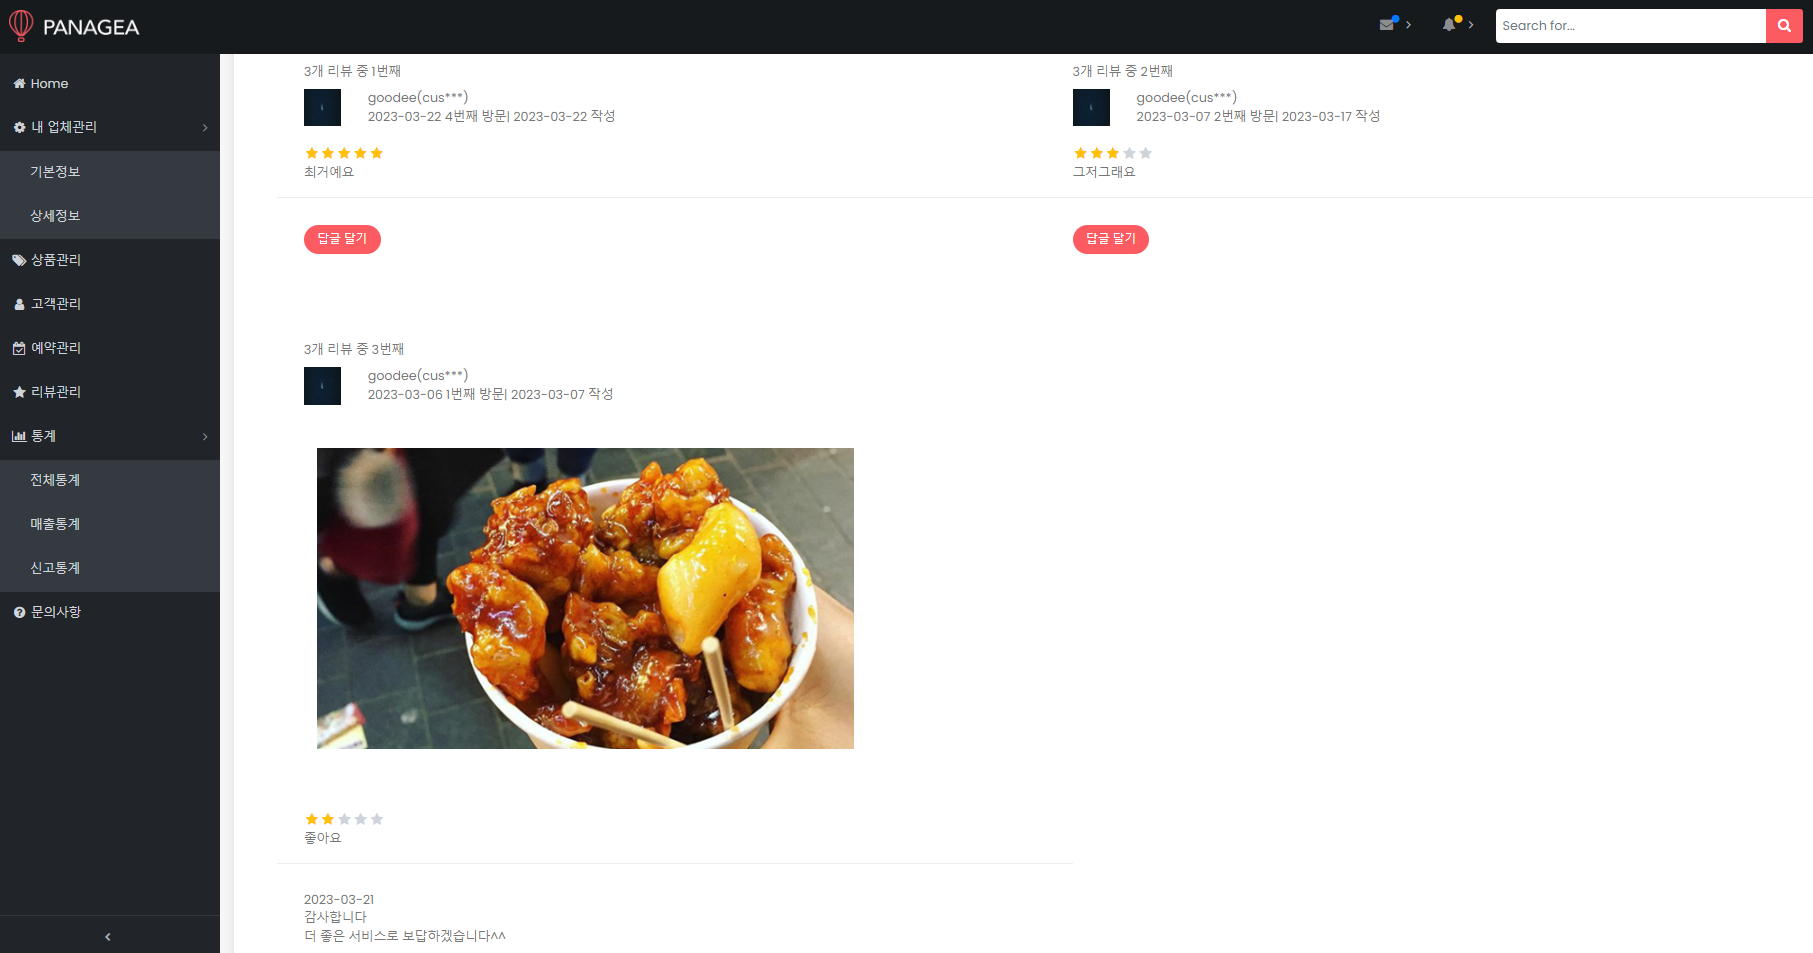 PANAGEA
Search for...
Home
내 업체관리
기본정보
상세정보
상품관리
고객관리
예약관리
리뷰관리
통계
전체통계
매출통계
신고통계
문의사항
3개 리뷰 중 1번째
goodee(cus***)
2023-03-22 4번째 방문| 2023-03-22 작성
최거예요
답글 달기
3개 리뷰 중 2번째
goodee(cus***)
2023-03-07 2번째 방문| 2023-03-17 작성
그저그래요
답글 달기
3개 리뷰 중 3번째
goodee(cus***)
2023-03-06 1번째 방문| 2023-03-07 작성
좋아요
2023-03-21
감사합니다
더 좋은 서비스로 보답하겠습니다^^